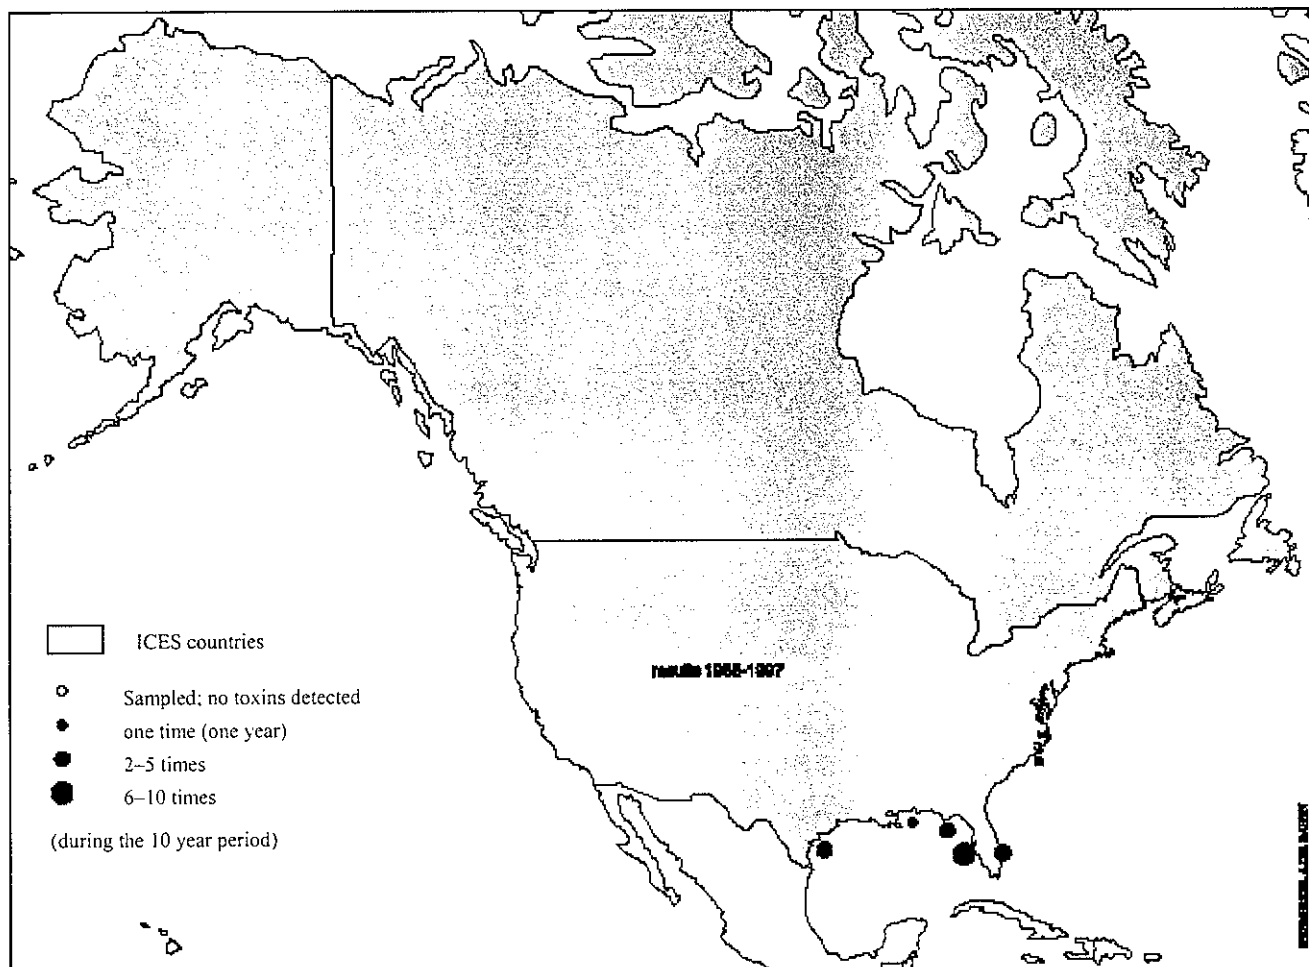 ICES countries
Sampled; no toxins detected
one time (one year)
2–5 times
6–10 times
(during the 10 year period)
results